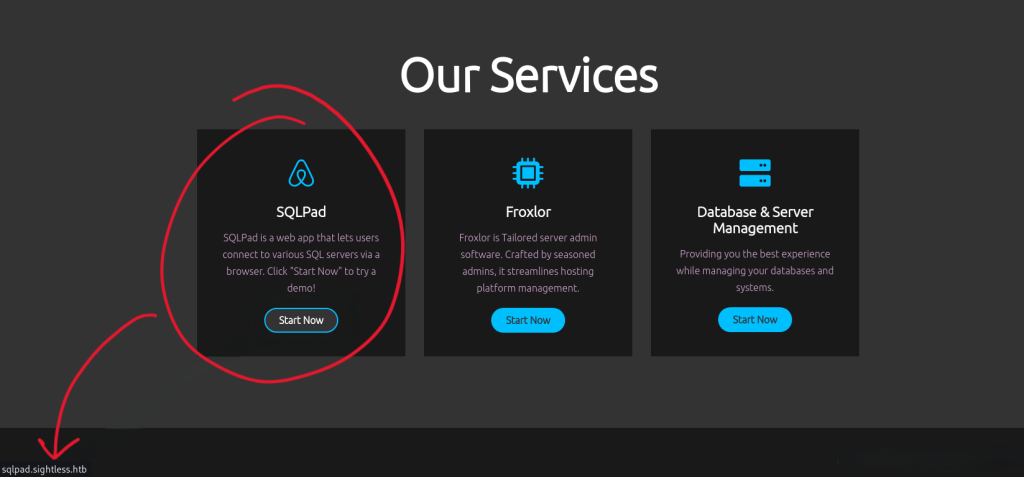 Our Services
SQLPad
SQLPad is a web app that lets users
connect to various SQL servers via a
browser. Click "Start Now" to try a
demo!
Start Now
Froxlor
Froxlor is Tailored server admin
software. Crafted by seasoned
admins, it streamlines hosting
platform management.
Start Now
Database & Server
Management
Providing you the best experience
while managing your databases and
systems.
Start Now
sqlpad.sightless.htb